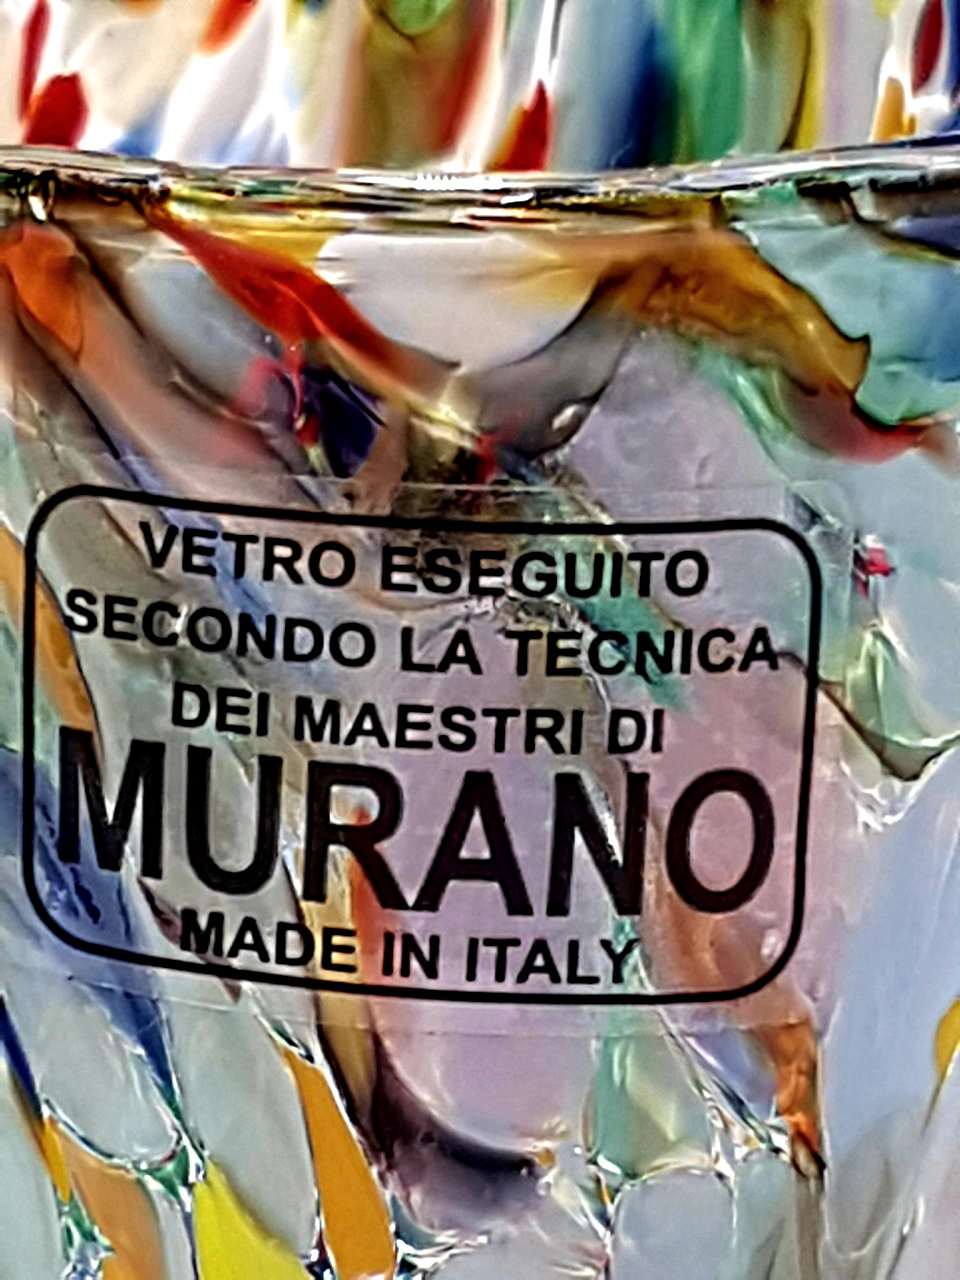 VETRO ESEGUITO
SECONDO LA TECNICA
DEI MAESTRI DI
MURANO
MADE IN ITALY